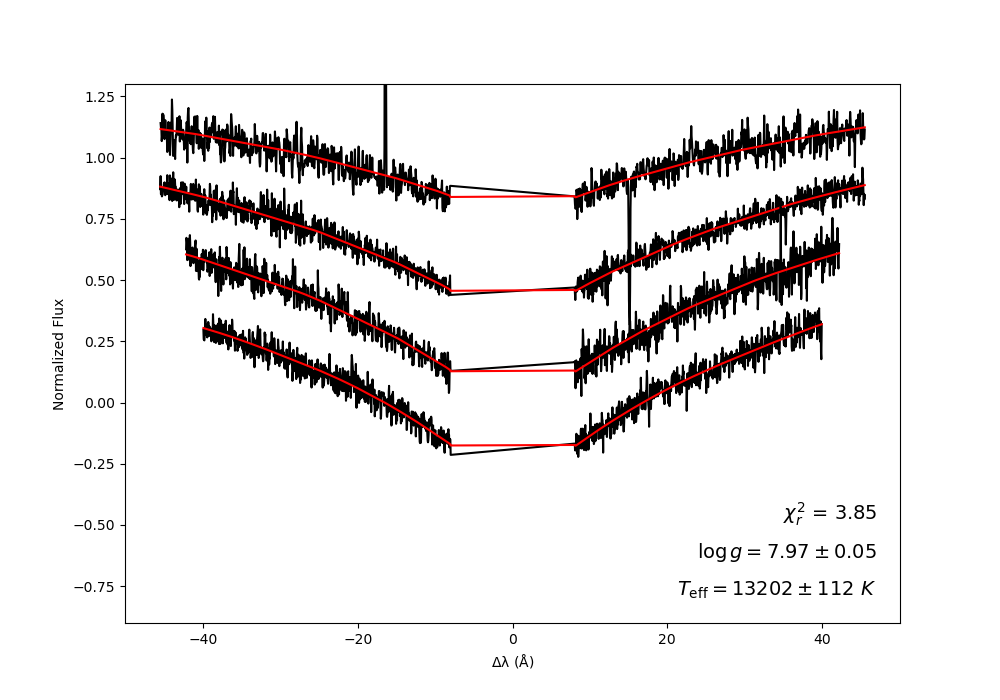 1.25
1.00
0.75
0.50
0.25
0.00
−0.25
−0.50
−0.75
Normalized Flux
χ²ᵣ = 3.85
log g = 7.97 ± 0.05
T_eff = 13202 ± 112 K
−40 −20 0 20 40
Δλ (Å)